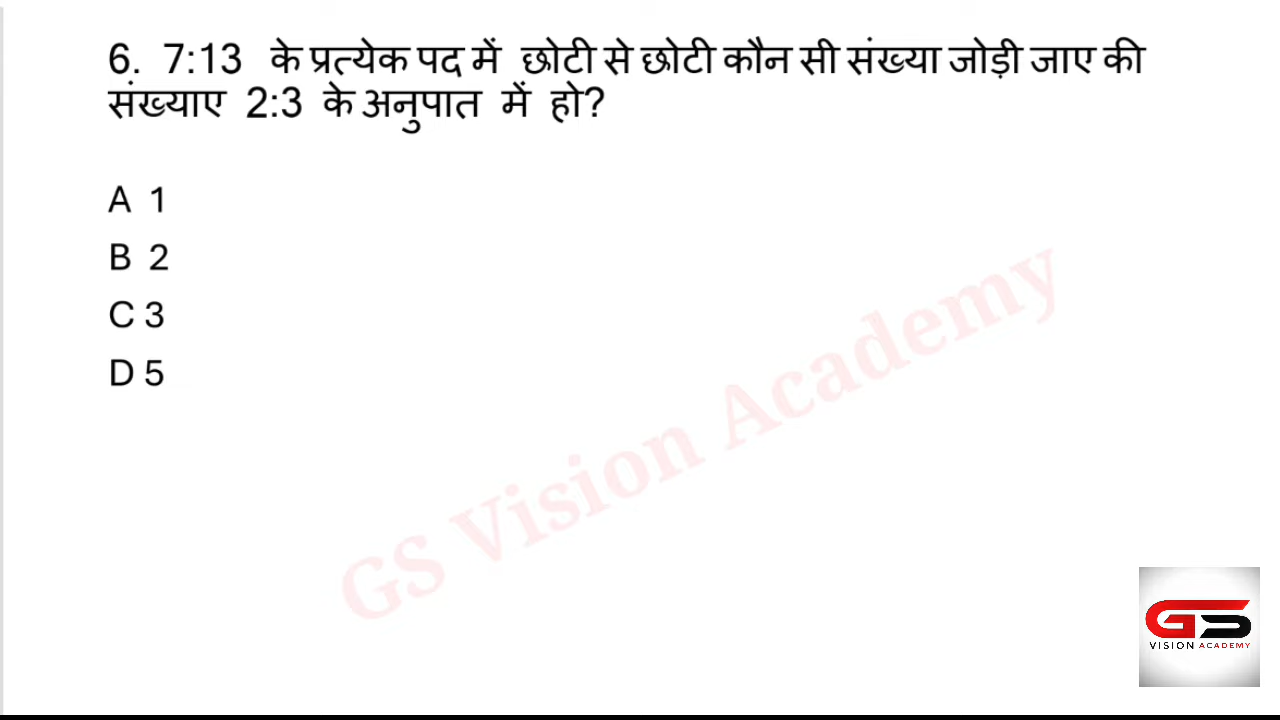 6. 7:13 के प्रत्येक पद में छोटी से छोटी कौन सी संख्या जोड़ी जाए की
संख्याए 2:3 के अनुपात में हो?
A 1
B 2
C 3
D 5
GS Vision Academy
GS
VISION ACADEMY